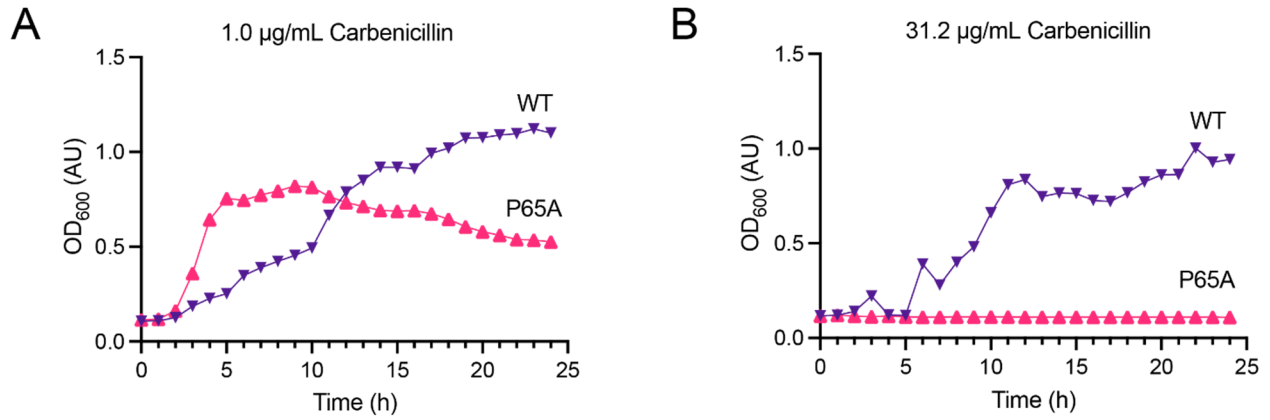 A
1.0 µg/mL Carbenicillin
1.5
1.0
0.5
0.0
OD600 (AU)
WT
P65A
0 5 10 15 20 25
Time (h)
B
31.2 µg/mL Carbenicillin
1.5
1.0
0.5
0.0
OD600 (AU)
WT
P65A
0 5 10 15 20 25
Time (h)